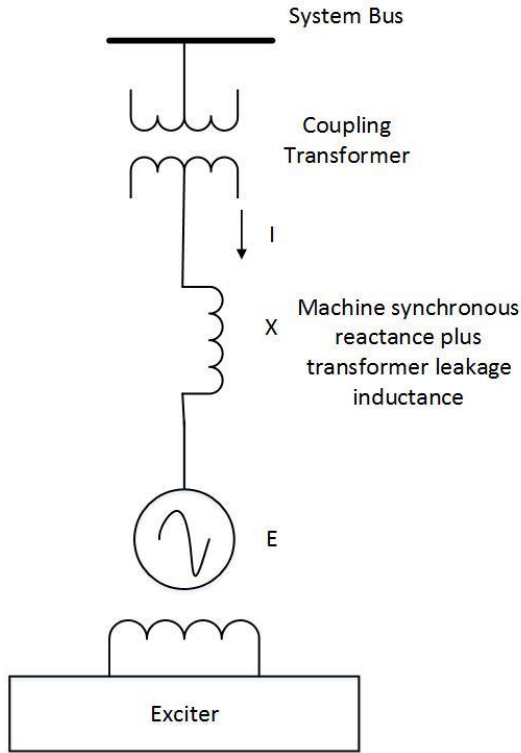 System Bus
Coupling
Transformer
I
X
Machine synchronous
reactance plus
transformer leakage
inductance
E
Exciter